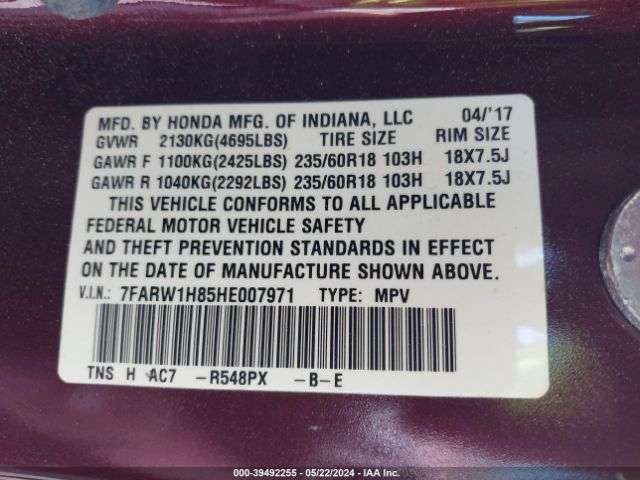 MFD. BY HONDA MFG. OF INDIANA, LLC 04/'17
GVWR 2130KG(4695LBS) TIRE SIZE RIM SIZE
GAWR F 1100KG(2425LBS) 235/60R18 103H 18X7.5J
GAWR R 1040KG(2292LBS) 235/60R18 103H 18X7.5J
THIS VEHICLE CONFORMS TO ALL APPLICABLE
FEDERAL MOTOR VEHICLE SAFETY
AND THEFT PREVENTION STANDARDS IN EFFECT
ON THE DATE OF MANUFACTURE SHOWN ABOVE.
V.I.N.: 7FARW1H85HE007971 TYPE: MPV
TNS H AC7 -R548PX -B-E
000-39492255 - 05/22/2024 - IAA Inc.